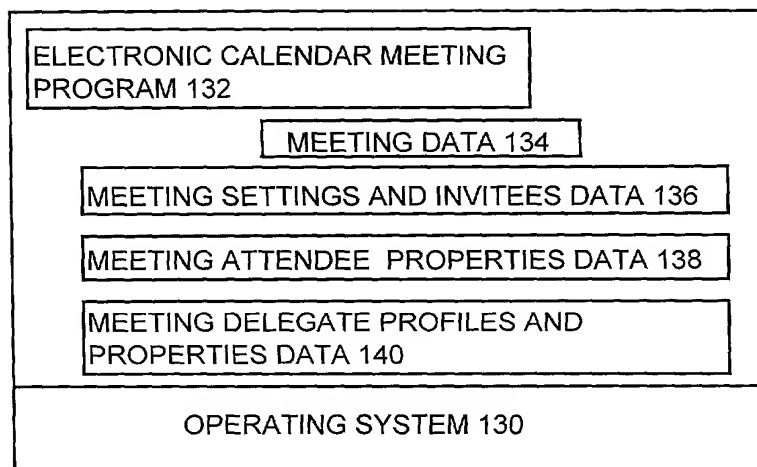 ELECTRONIC CALENDAR MEETING
PROGRAM 132
MEETING DATA 134
MEETING SETTINGS AND INVITEES DATA 136
MEETING ATTENDEE PROPERTIES DATA 138
MEETING DELEGATE PROFILES AND
PROPERTIES DATA 140
OPERATING SYSTEM 130